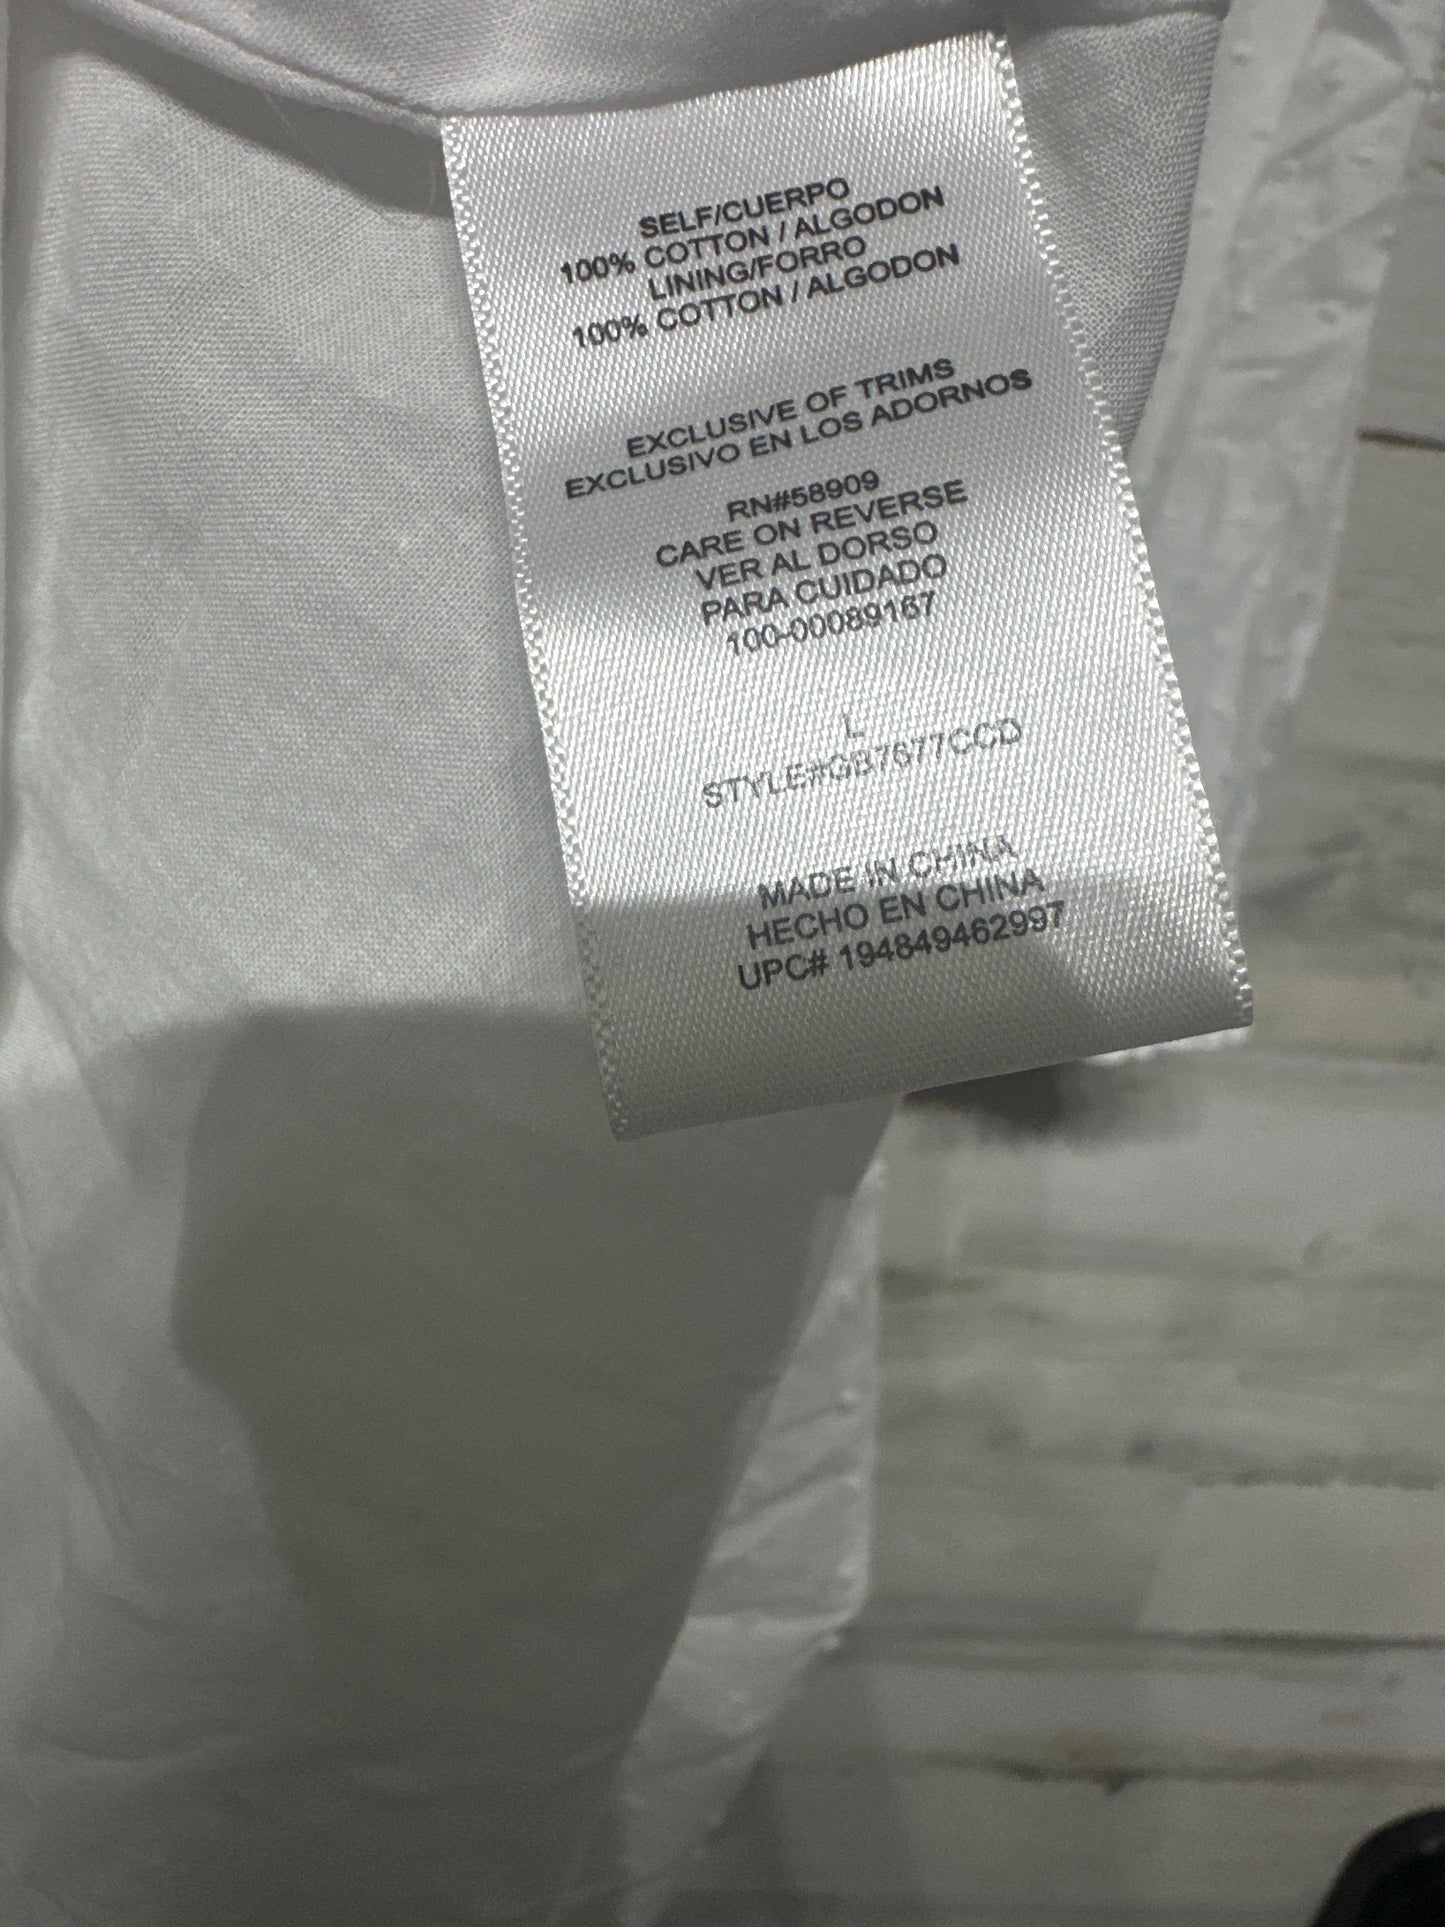 SELF/CUERPO
100% COTTON / ALGODON
LINING/FORRO
100% COTTON / ALGODON
EXCLUSIVE OF TRIMS
EXCLUSIVO EN LOS ADORNOS
RN#58909
CARE ON REVERSE
VER AL DORSO
PARA CUIDADO
100-00089167
L
STYLE#GB7677CCD
MADE IN CHINA
HECHO EN CHINA
UPC# 194849462997